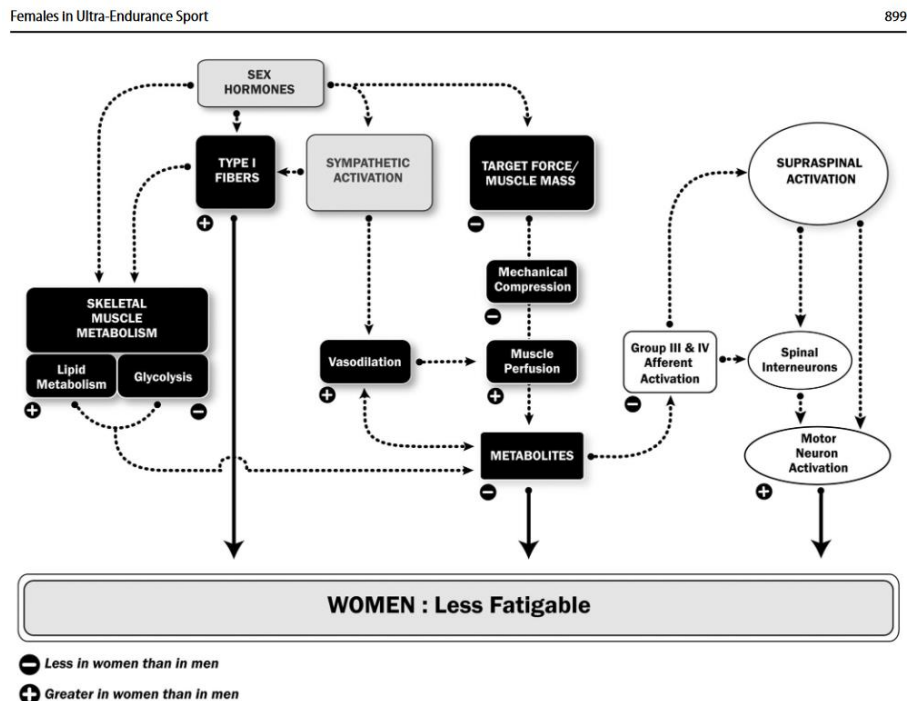 Females in Ultra-Endurance Sport
899
SEX
HORMONES
TYPE I
FIBERS
SYMPATHETIC
ACTIVATION
TARGET FORCE/
MUSCLE MASS
SUPRASPINAL
ACTIVATION
Mechanical
Compression
SKELETAL
MUSCLE
METABOLISM
Lipid
Metabolism
Glycolysis
Vasodilation
Muscle
Perfusion
Group III & IV
Afferent
Activation
Spinal
Interneurons
METABOLITES
Motor
Neuron
Activation
WOMEN : Less Fatigable
Less in women than in men
Greater in women than in men